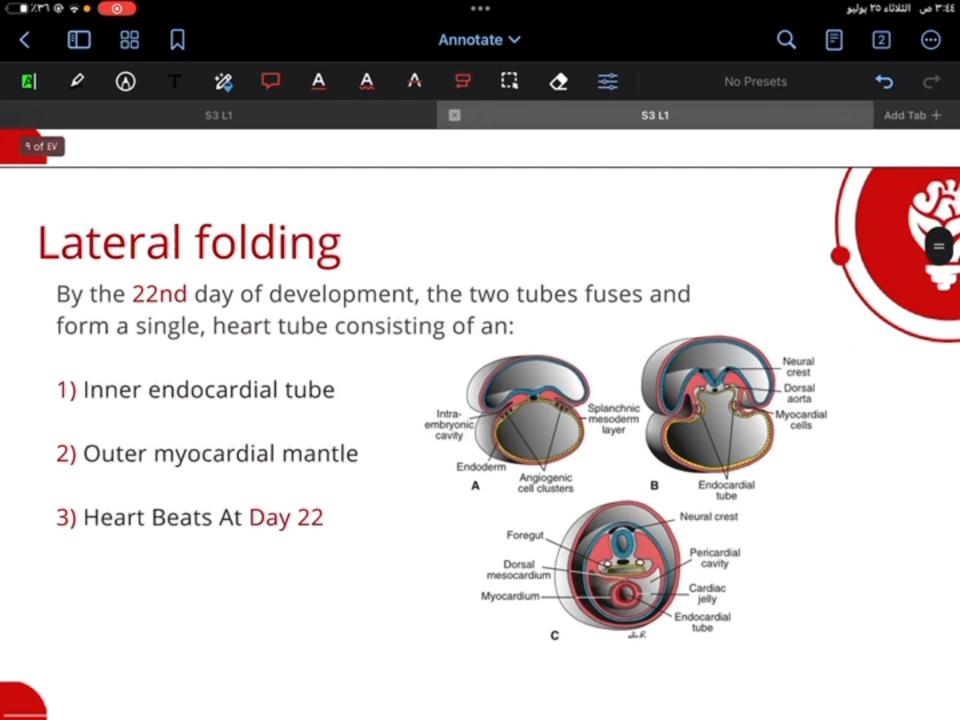 ٪٣٦
٣:٤٤ ص الثلاثاء ٢٥ يوليو
Annotate
2
No Presets
S3 L1
S3 L1
Add Tab +
٩ of ٤٧
Lateral folding
By the 22nd day of development, the two tubes fuses and
form a single, heart tube consisting of an:
1) Inner endocardial tube
2) Outer myocardial mantle
3) Heart Beats At Day 22
Intra-
embryonic
cavity
Endoderm
A
Angiogenic
cell clusters
Splanchnic
mesoderm
layer
Neural
crest
Dorsal
aorta
Myocardial
cells
B
Endocardial
tube
Foregut
Dorsal
mesocardium
Myocardium
C
Neural crest
Pericardial
cavity
Cardiac
jelly
Endocardial
tube